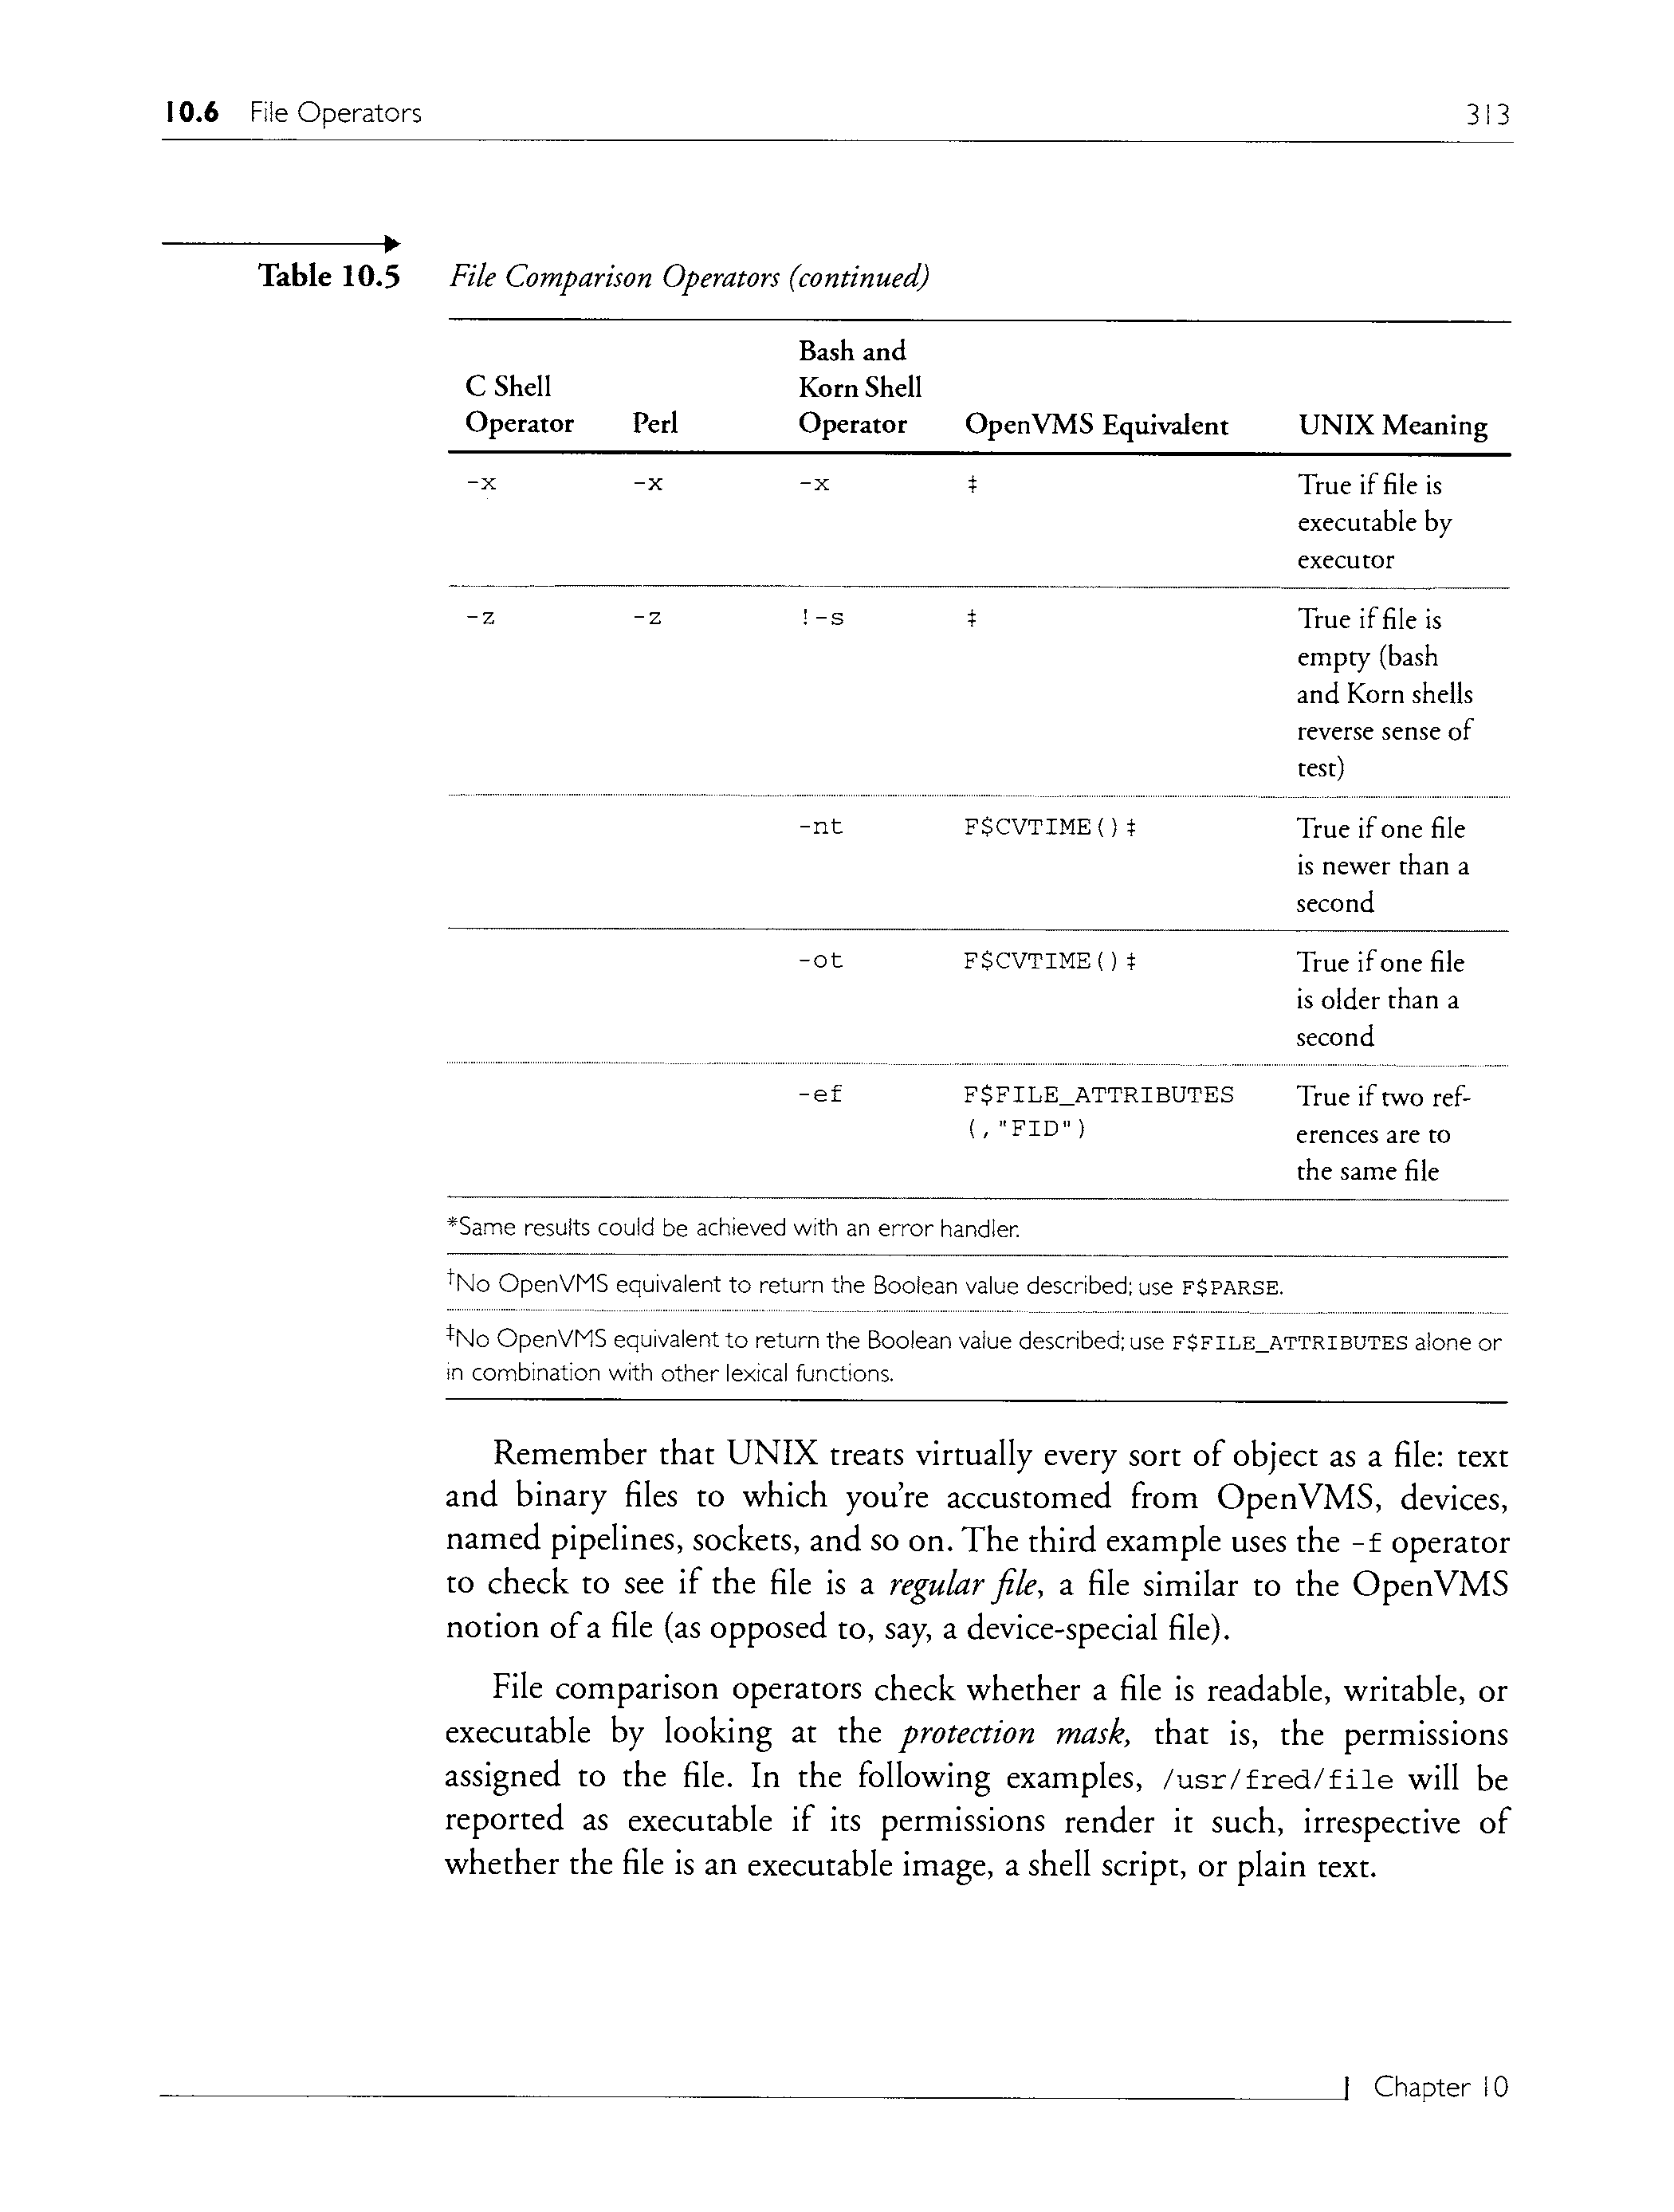 10.6 File Operators 313
Table 10.5 File Comparison Operators (continued)
Bash and
C Shell Korn Shell
Operator Perl Operator OpenVMS Equivalent UNIX Meaning
-x -x -x ‡ True if file is
executable by
executor
-z -z !-s ‡ True if file is
empty (bash
and Korn shells
reverse sense of
test)
-nt F$CVTIME()‡ True if one file
is newer than a
second
-ot F$CVTIME()‡ True if one file
is older than a
second
-ef F$FILE_ATTRIBUTES True if two ref-
(,"FID") erences are to
the same file
*Same results could be achieved with an error handler.
†No OpenVMS equivalent to return the Boolean value described; use F$PARSE.
‡No OpenVMS equivalent to return the Boolean value described; use F$FILE_ATTRIBUTES alone or
in combination with other lexical functions.
Remember that UNIX treats virtually every sort of object as a file: text
and binary files to which you're accustomed from OpenVMS, devices,
named pipelines, sockets, and so on. The third example uses the -f operator
to check to see if the file is a regular file, a file similar to the OpenVMS
notion of a file (as opposed to, say, a device-special file).
File comparison operators check whether a file is readable, writable, or
executable by looking at the protection mask, that is, the permissions
assigned to the file. In the following examples, /usr/fred/file will be
reported as executable if its permissions render it such, irrespective of
whether the file is an executable image, a shell script, or plain text.
Chapter 10